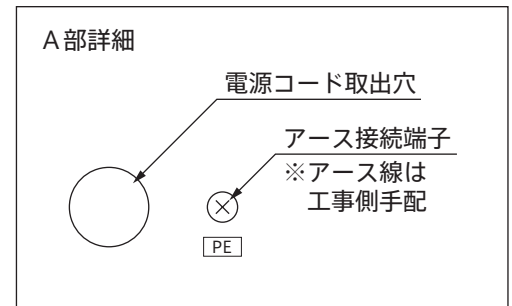 A部詳細
電源コード取出穴
アース接続端子
※アース線は
工事側手配
PE